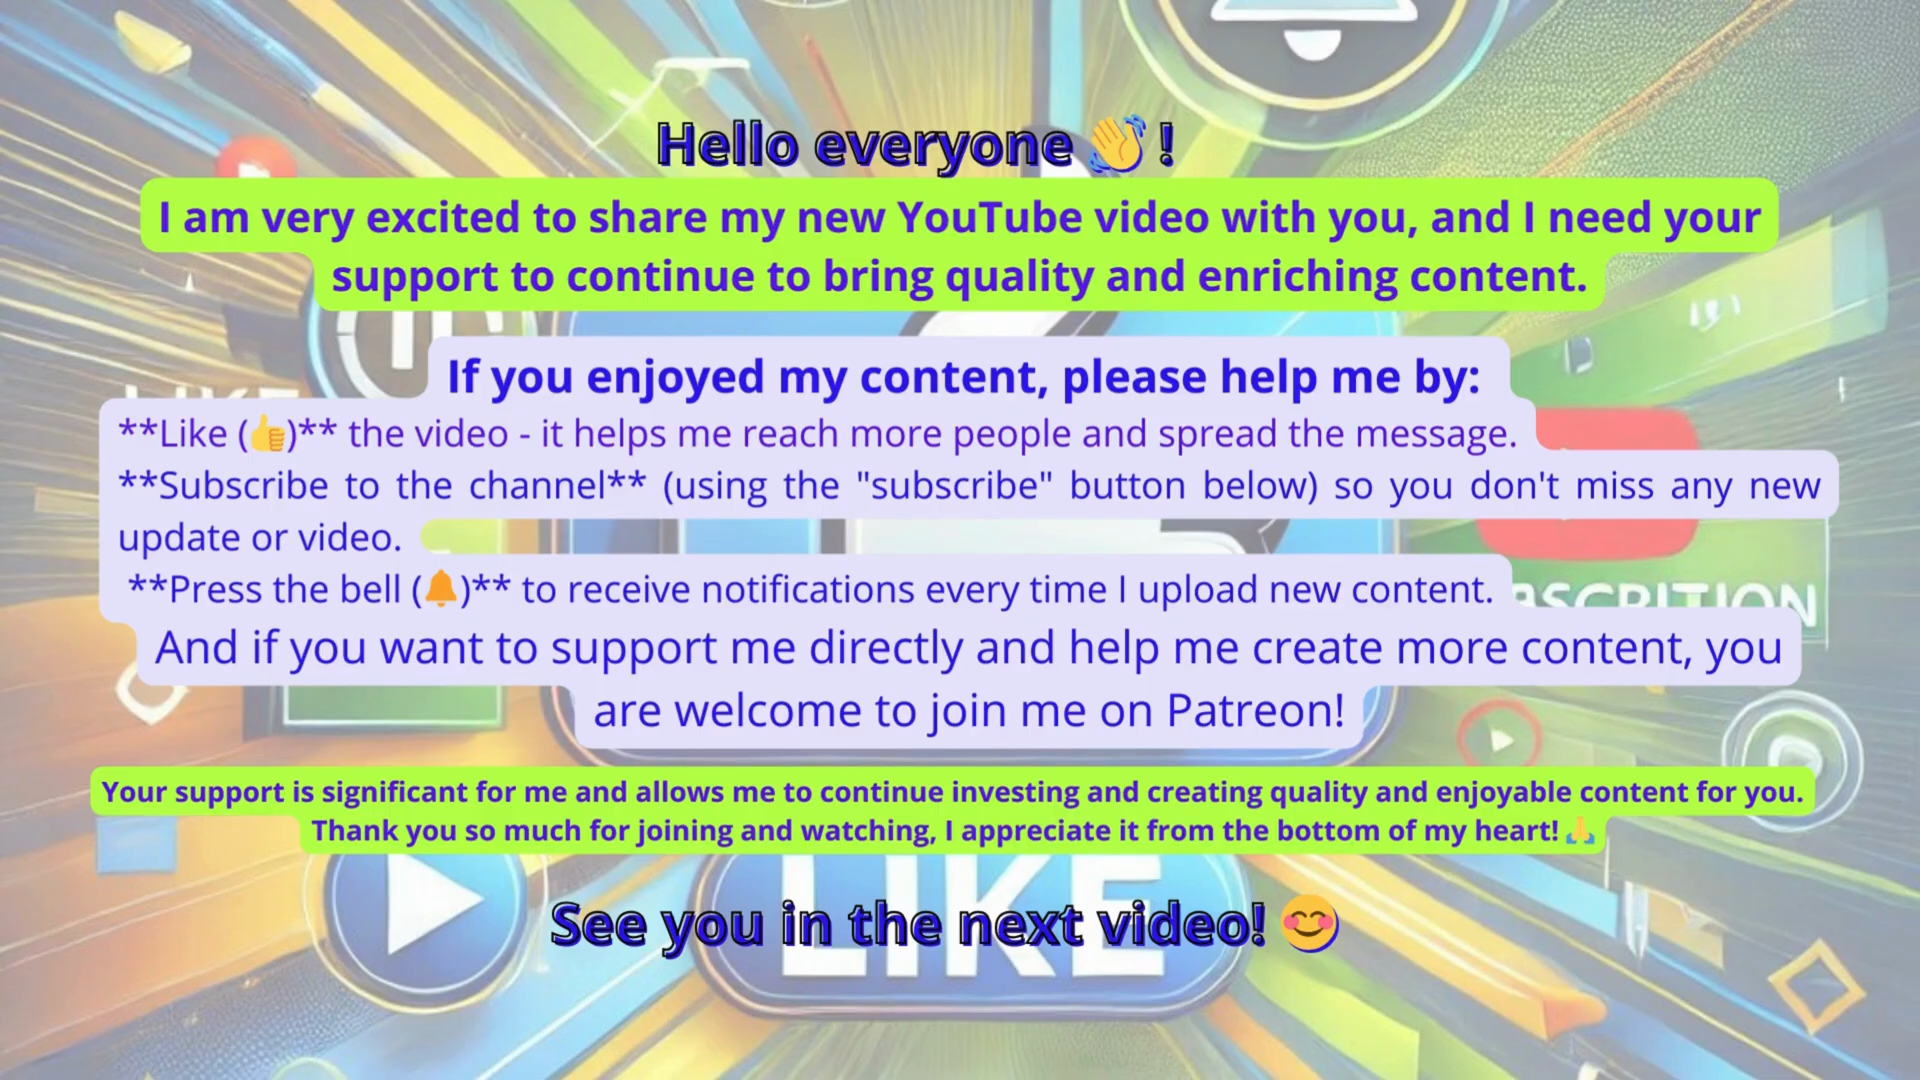 Hello everyone 👋 !
I am very excited to share my new YouTube video with you, and I need your
support to continue to bring quality and enriching content.
If you enjoyed my content, please help me by:
**Like (👍)** the video - it helps me reach more people and spread the message.
**Subscribe to the channel** (using the "subscribe" button below) so you don't miss any new
update or video.
**Press the bell (🔔)** to receive notifications every time I upload new content.
SCRITION
And if you want to support me directly and help me create more content, you
are welcome to join me on Patreon!
Your support is significant for me and allows me to continue investing and creating quality and enjoyable content for you.
Thank you so much for joining and watching, I appreciate it from the bottom of my heart! 🙏
LIKE
See you in the next video! 😊